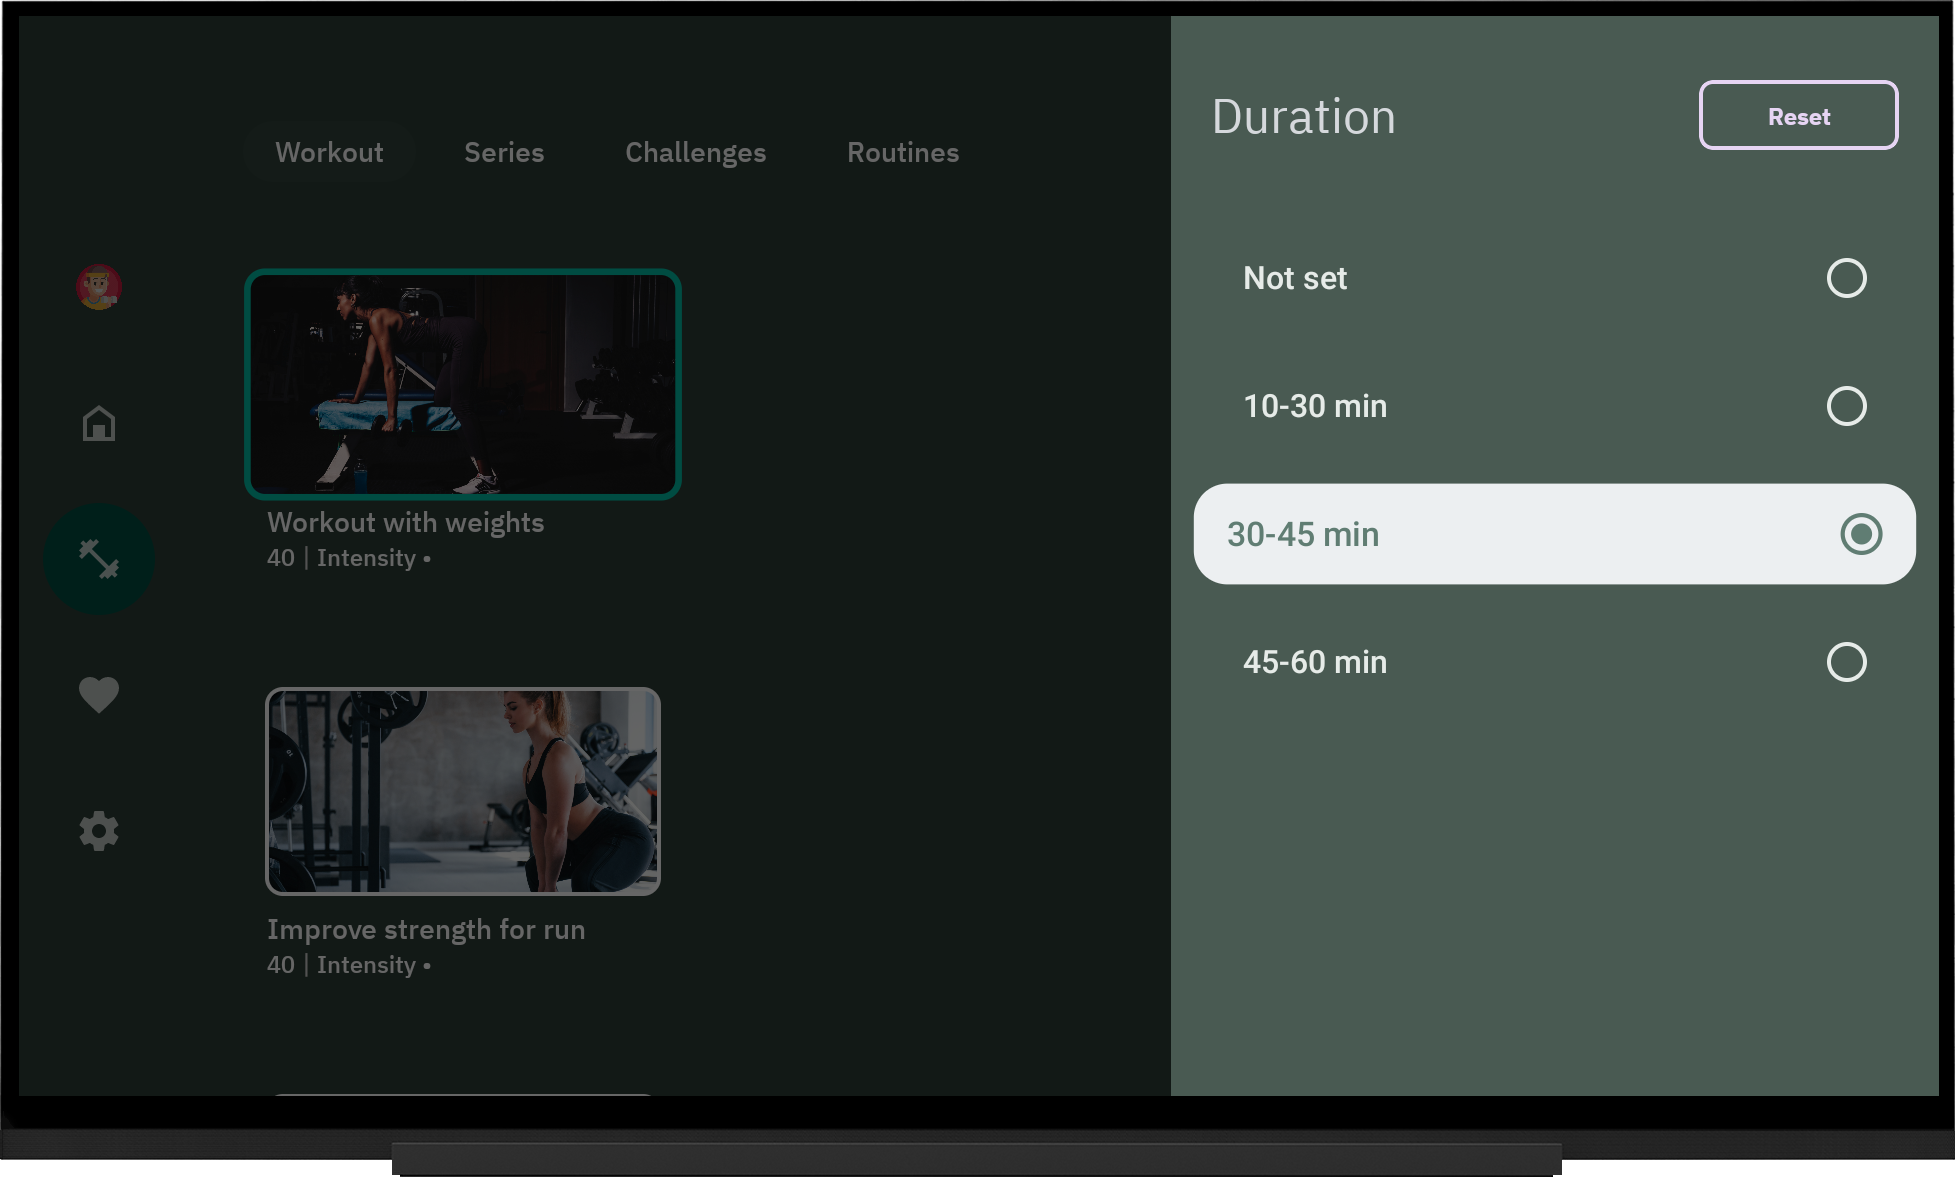 Workout
Series
Challenges
Routines
Workout with weights
40 | Intensity •
Improve strength for run
40 | Intensity •
Duration
Reset
Not set
10-30 min
30-45 min
45-60 min